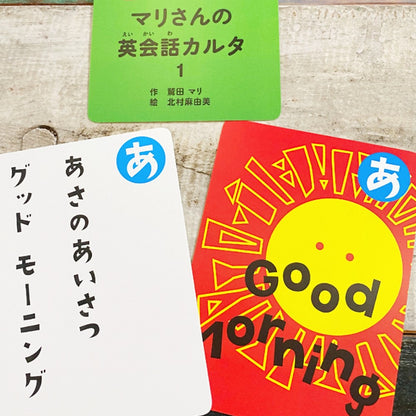 マリさんの
えい かい わ
英会話カルタ
1
作 鷲田 マリ
絵 北村麻由美
あ
あさのあいさつ
グッド モーニング
あ
Good
Morning